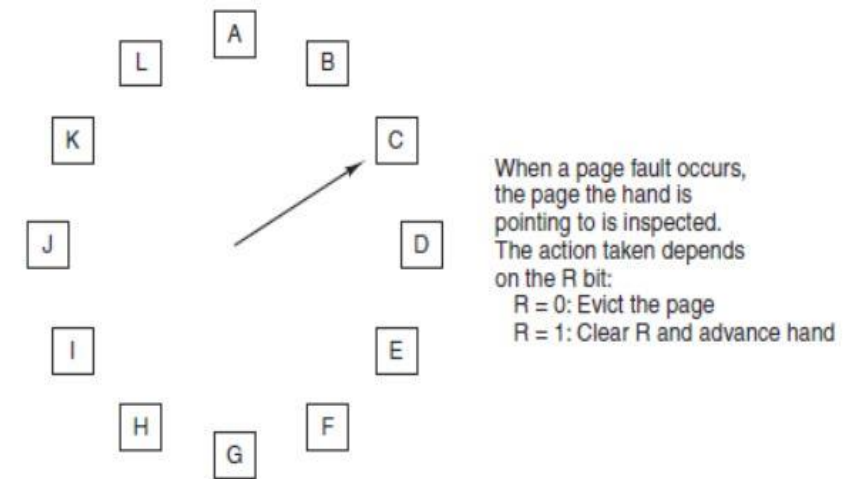 A
L
B
K
C
When a page fault occurs,
the page the hand is
pointing to is inspected.
The action taken depends
on the R bit:
R = 0: Evict the page
R = 1: Clear R and advance hand
J
D
I
E
H
F
G